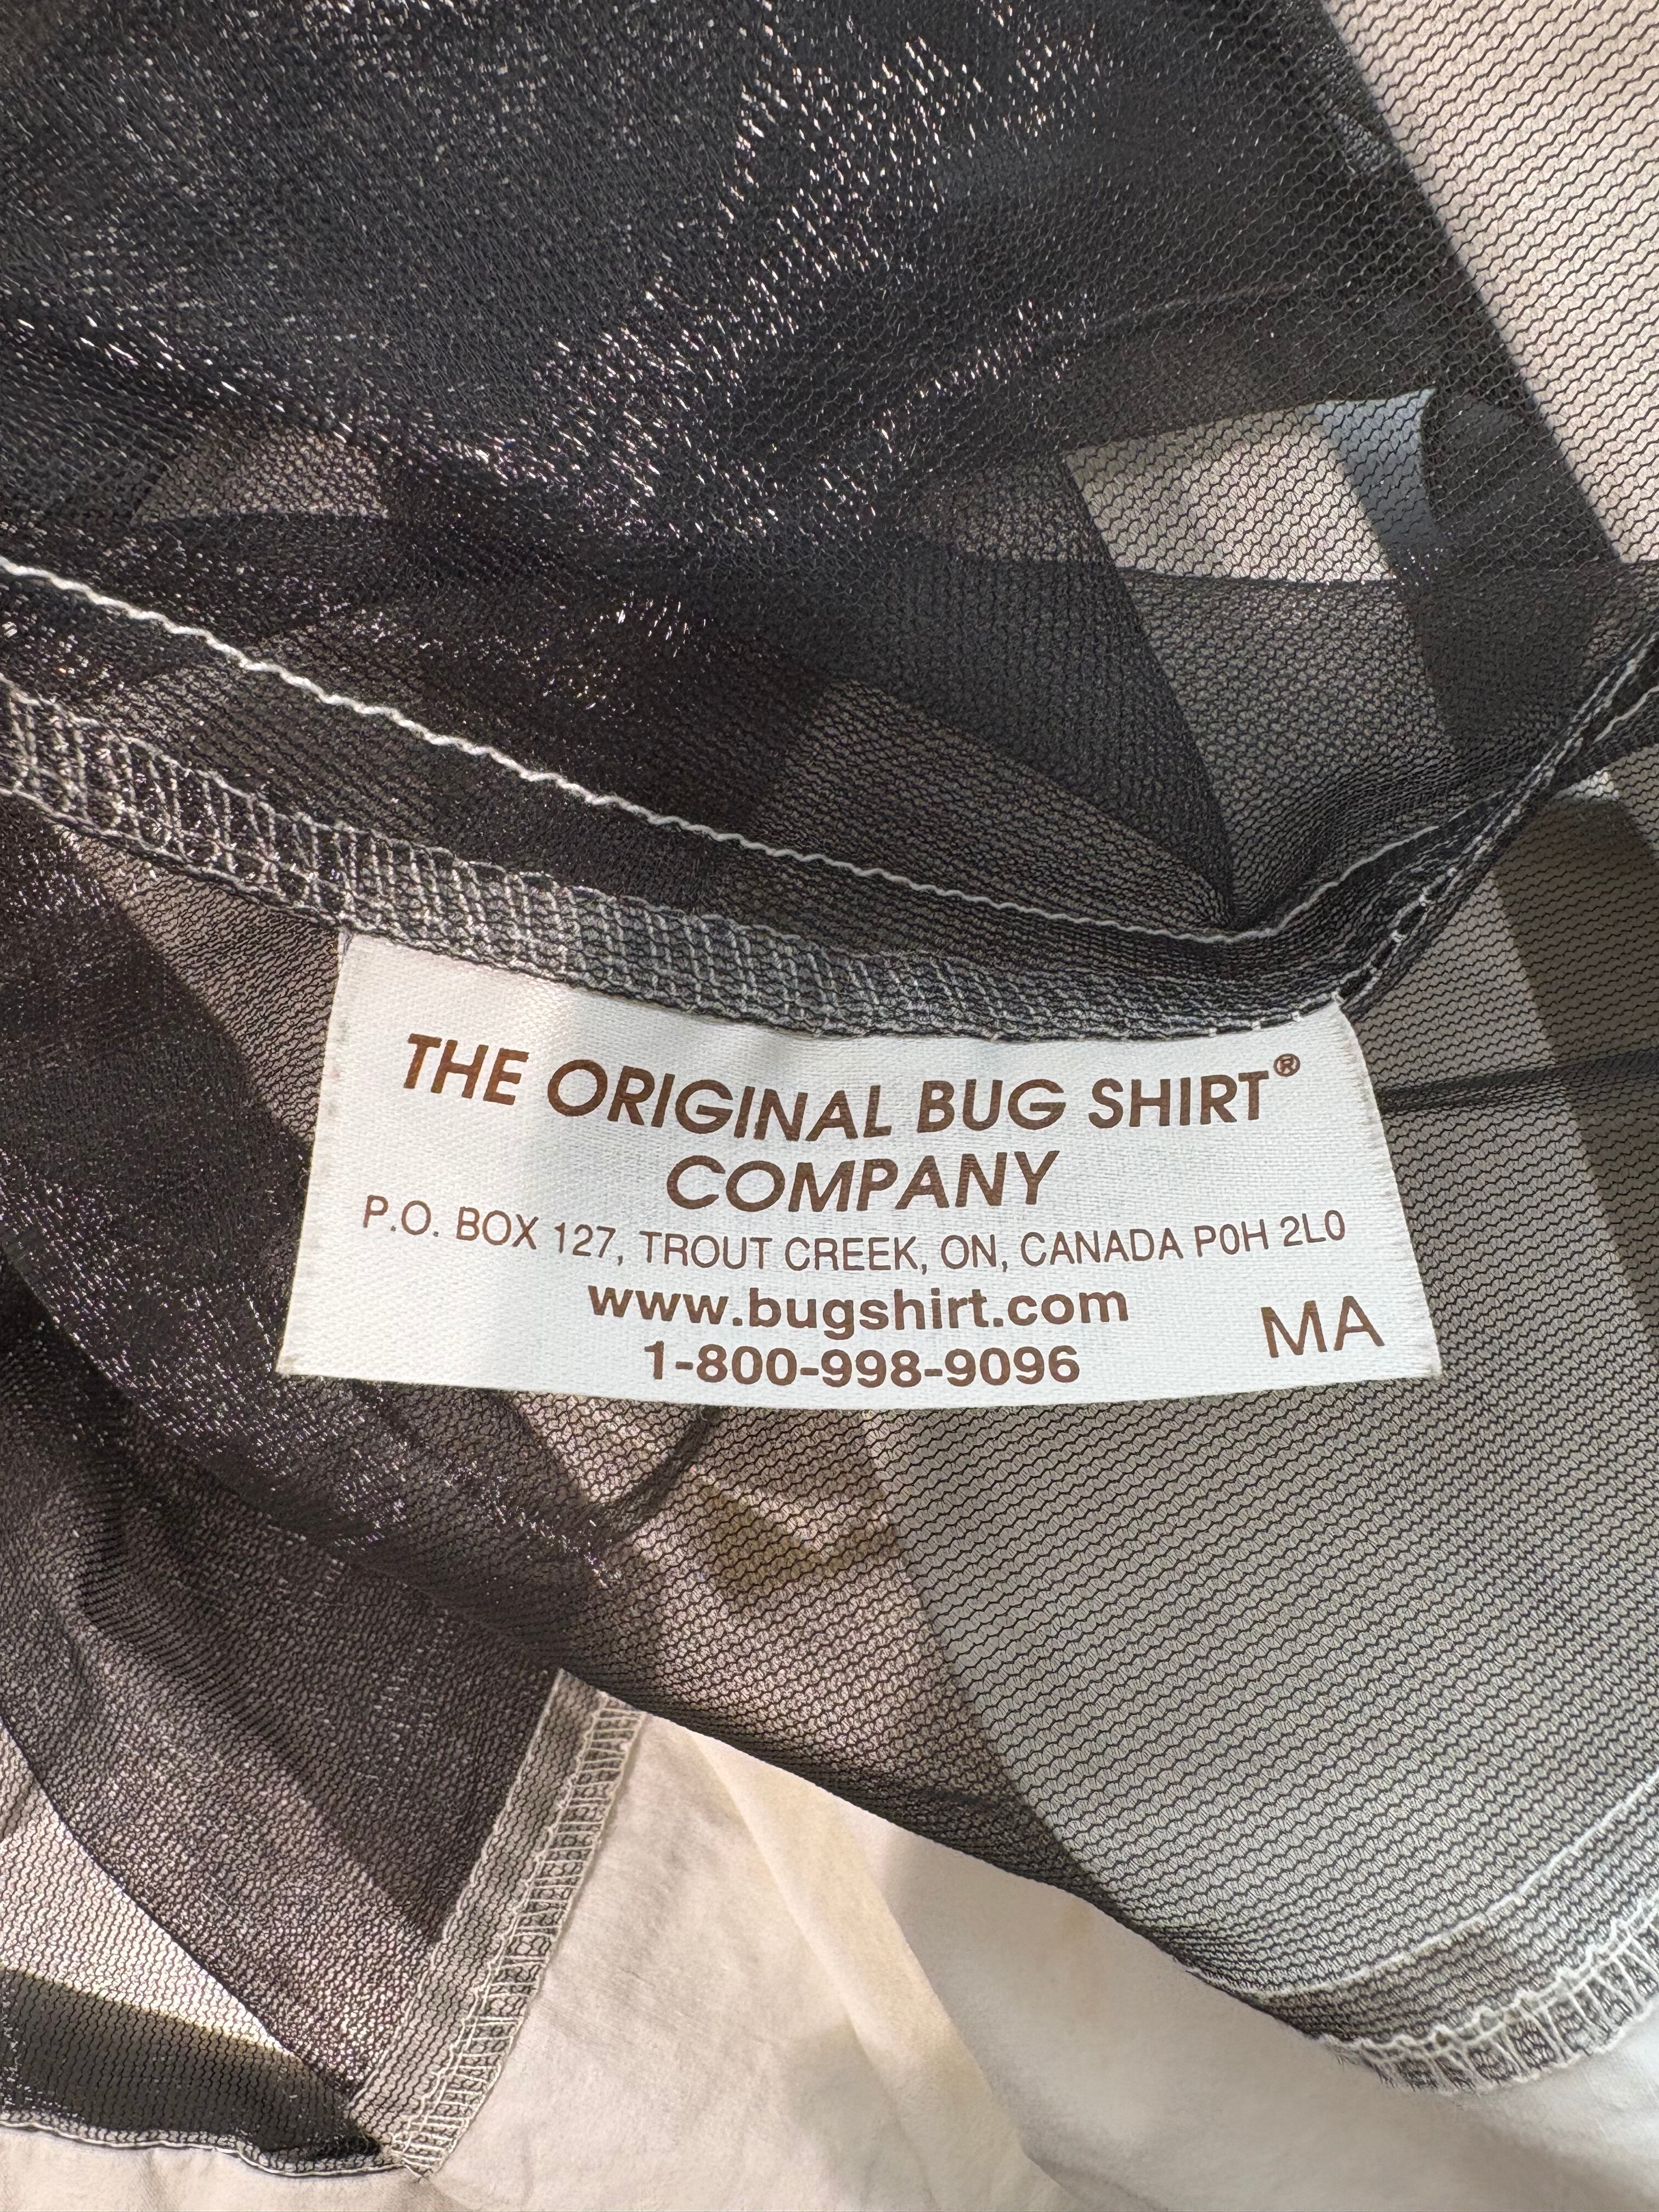 THE ORIGINAL BUG SHIRT®
COMPANY
P.O. BOX 127, TROUT CREEK, ON, CANADA P0H 2L0
www.bugshirt.com
1-800-998-9096
MA